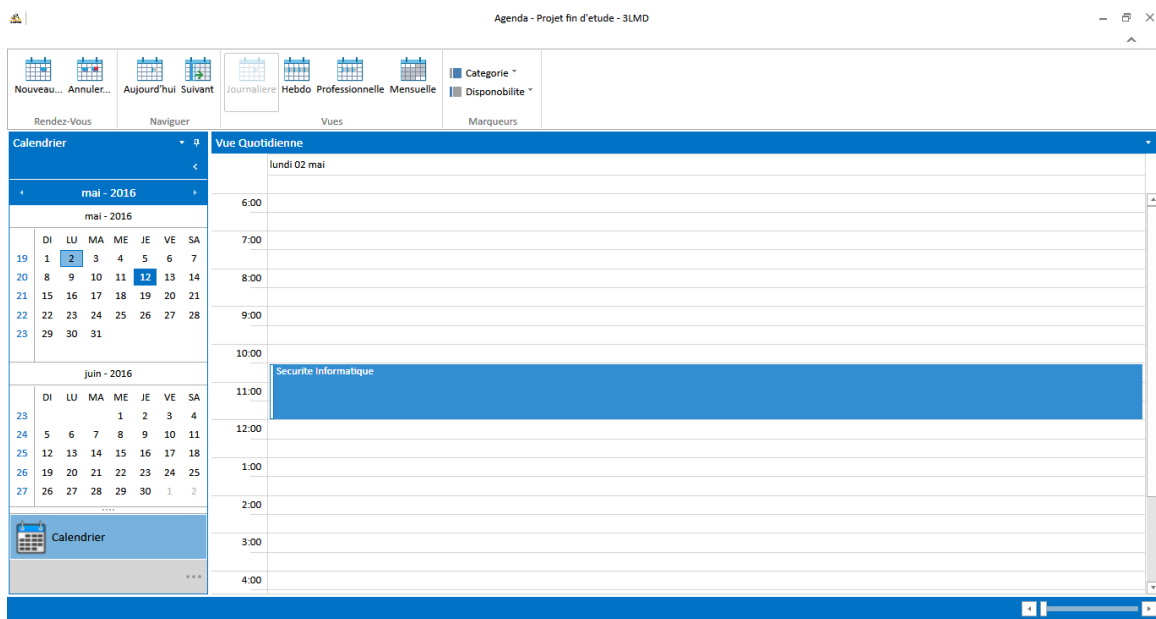 Agenda - Projet fin d'etude - 3LMD
Nouveau... Annuler... Aujourd'hui Suivant Journaliere Hebdo Professionnelle Mensuelle
Categorie
Disponobilite
Rendez-Vous Naviguer Vues Marqueurs
Calendrier
Vue Quotidienne
lundi 02 mai
mai - 2016
mai - 2016
DI LU MA ME JE VE SA
19 1 2 3 4 5 6 7
20 8 9 10 11 12 13 14
21 15 16 17 18 19 20 21
22 22 23 24 25 26 27 28
23 29 30 31
juin - 2016
DI LU MA ME JE VE SA
23 1 2 3 4
24 5 6 7 8 9 10 11
25 12 13 14 15 16 17 18
26 19 20 21 22 23 24 25
27 26 27 28 29 30 1 2
Calendrier
6:00
7:00
8:00
9:00
10:00
Securite Informatique
11:00
12:00
1:00
2:00
3:00
4:00